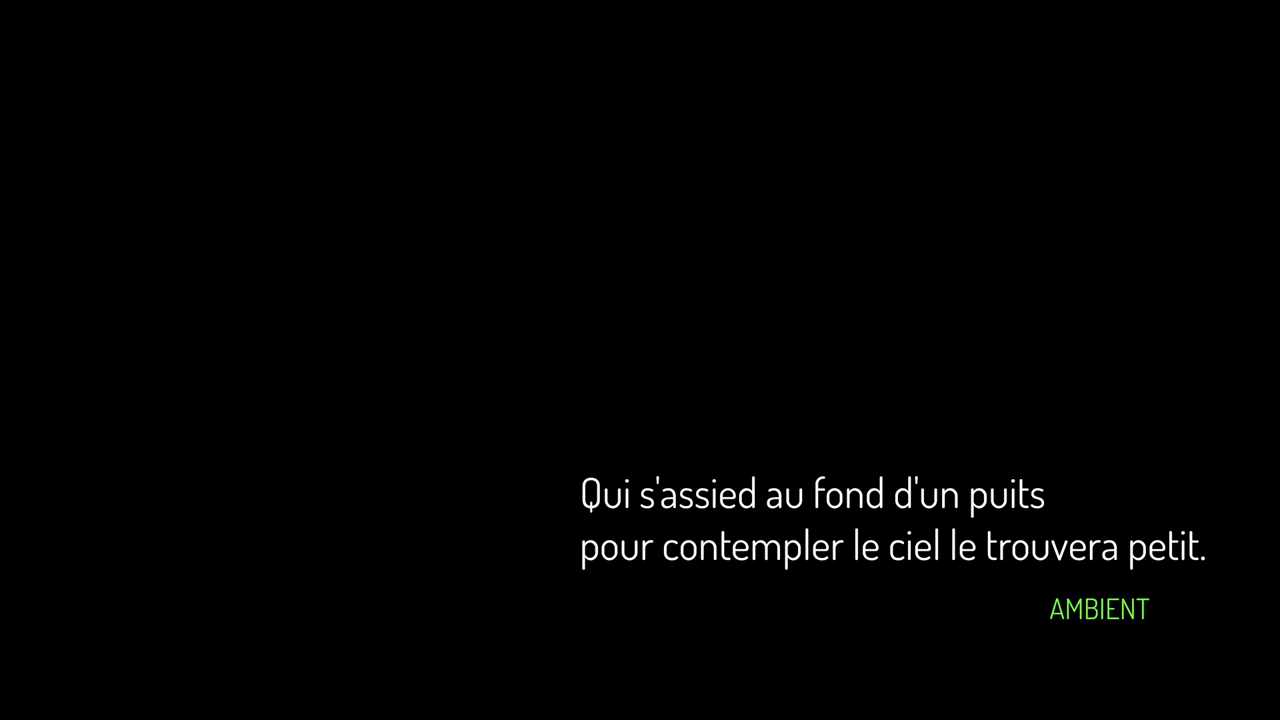 Qui s'assied au fond d'un puits
pour contempler le ciel le trouvera petit.
AMBIENT